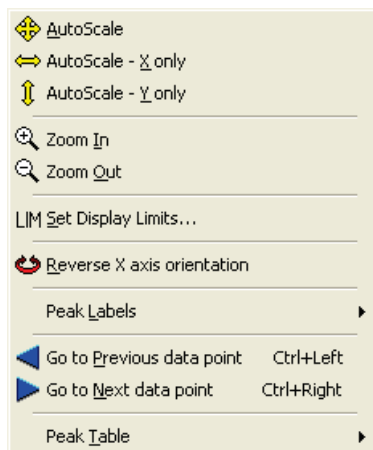 AutoScale
AutoScale - X only
AutoScale - Y only
Zoom In
Zoom Out
LIM Set Display Limits...
Reverse X axis orientation
Peak Labels
Go to Previous data point Ctrl+Left
Go to Next data point Ctrl+Right
Peak Table